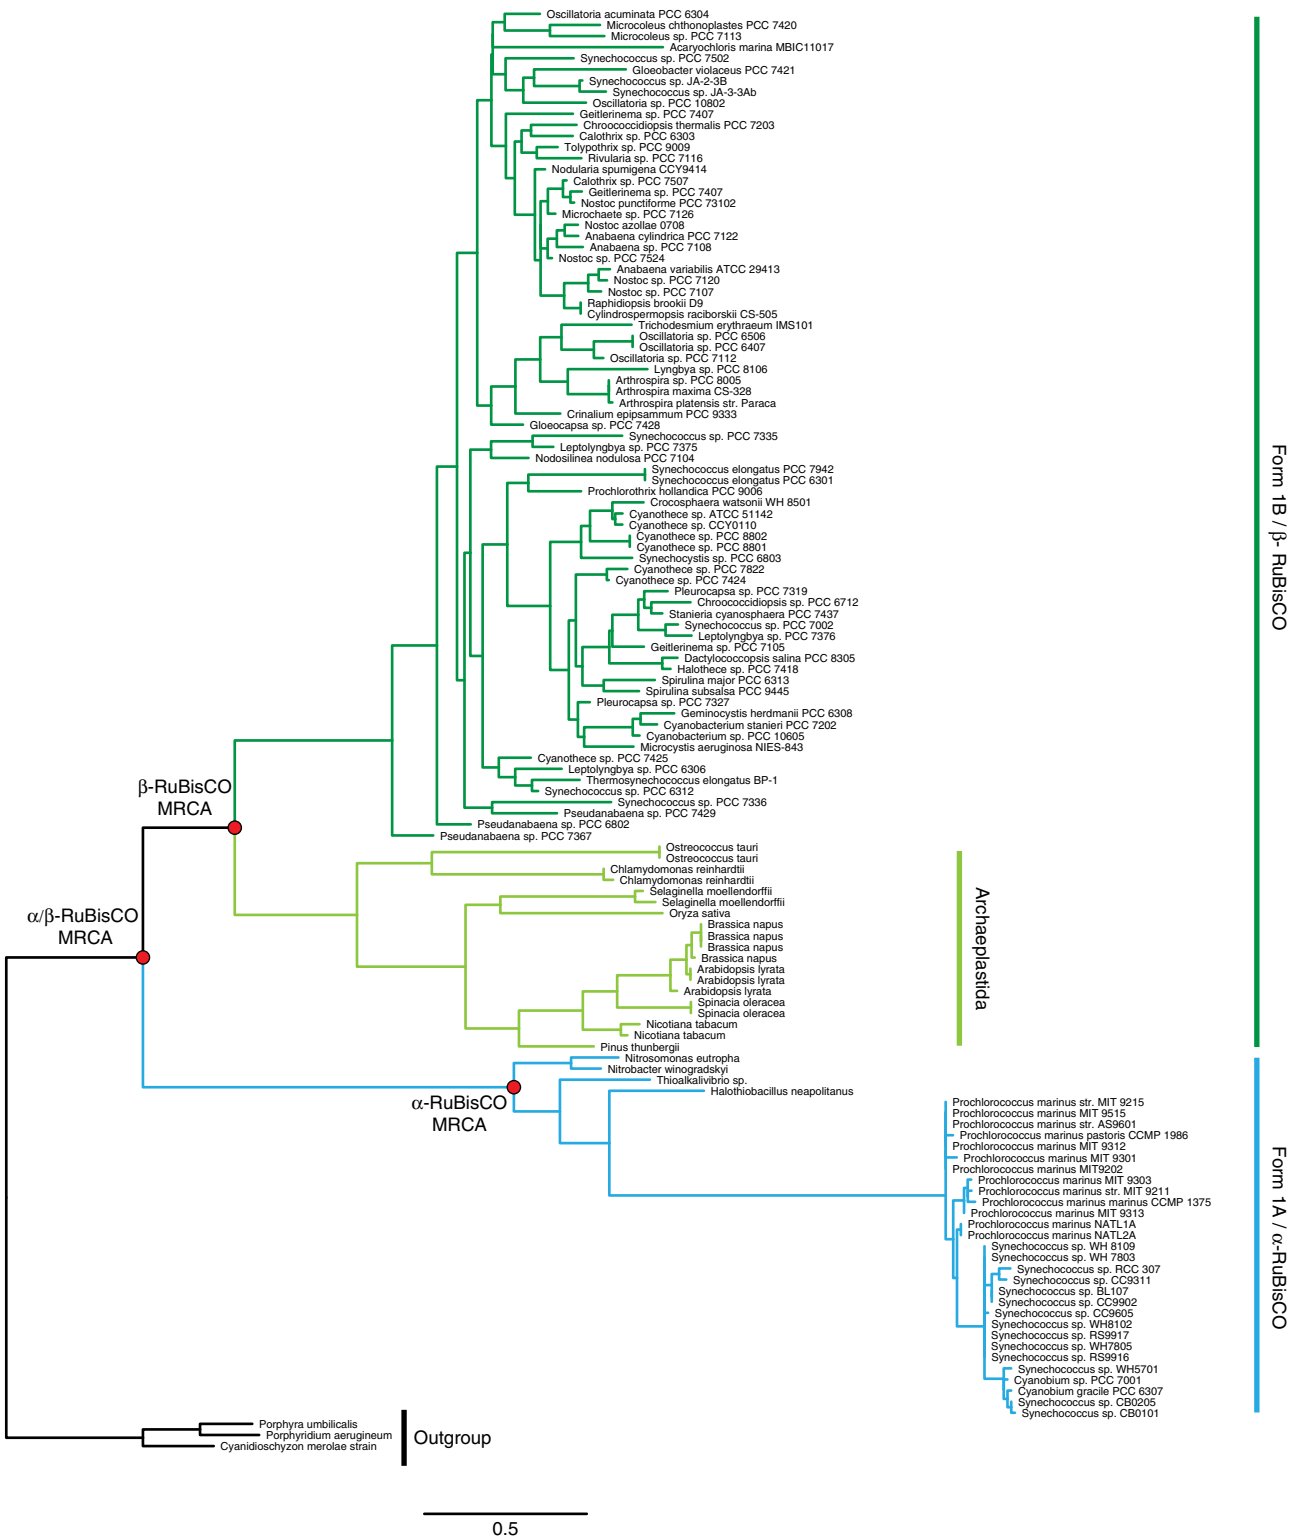 Oscillatoria acuminata PCC 6304
Microcoleus chthonoplastes PCC 7420
Microcoleus sp. PCC 7113
Acaryochloris marina MBIC11017
Synechococcus sp. PCC 7502
Gloeobacter violaceus PCC 7421
Synechococcus sp. JA-2-3B
Synechococcus sp. JA-3-3Ab
Oscillatoria sp. PCC 10802
Geitlerinema sp. PCC 7407
Chroococcidiopsis thermalis PCC 7203
Calothrix sp. PCC 6303
Tolypothrix sp. PCC 9009
Rivularia sp. PCC 7116
Nodularia spumigena CCY9414
Calothrix sp. PCC 7507
Geitlerinema sp. PCC 7407
Nostoc punctiforme PCC 73102
Microchaete sp. PCC 7126
Nostoc azollae 0708
Anabaena cylindrica PCC 7122
Anabaena sp. PCC 7108
Nostoc sp. PCC 7524
Anabaena variabilis ATCC 29413
Nostoc sp. PCC 7120
Nostoc sp. PCC 7107
Raphidiopsis brookii D9
Cylindrospermopsis raciborskii CS-505
Trichodesmium erythraeum IMS101
Oscillatoria sp. PCC 6506
Oscillatoria sp. PCC 6407
Oscillatoria sp. PCC 7112
Lyngbya sp. PCC 8106
Arthrospira sp. PCC 8005
Arthrospira maxima CS-328
Arthrospira platensis str. Paraca
Crinalium epipsammum PCC 9333
Gloeocapsa sp. PCC 7428
Synechococcus sp. PCC 7335
Leptolyngbya sp. PCC 7375
Nodosilinea nodulosa PCC 7104
Synechococcus elongatus PCC 7942
Synechococcus elongatus PCC 6301
Prochlorothrix hollandica PCC 9006
Crocosphaera watsonii WH 8501
Cyanothece sp. ATCC 51142
Cyanothece sp. CCY0110
Cyanothece sp. PCC 8802
Cyanothece sp. PCC 8801
Synechocystis sp. PCC 6803
Cyanothece sp. PCC 7822
Cyanothece sp. PCC 7424
Pleurocapsa sp. PCC 7319
Chroococcidiopsis sp. PCC 6712
Stanieria cyanosphaera PCC 7437
Synechococcus sp. PCC 7002
Leptolyngbya sp. PCC 7376
Geitlerinema sp. PCC 7105
Dactylococcopsis salina PCC 8305
Halothece sp. PCC 7418
Spirulina major PCC 6313
Spirulina subsalsa PCC 9445
Pleurocapsa sp. PCC 7327
Geminocystis herdmanii PCC 6308
Cyanobacterium stanieri PCC 7202
Cyanobacterium sp. PCC 10605
Microcystis aeruginosa NIES-843
Cyanothece sp. PCC 7425
Leptolyngbya sp. PCC 6306
Thermosynechococcus elongatus BP-1
Synechococcus sp. PCC 6312
Synechococcus sp. PCC 7336
Pseudanabaena sp. PCC 7429
Pseudanabaena sp. PCC 6802
Pseudanabaena sp. PCC 7367
Form 1B / β- RuBisCO
β-RuBisCO
MRCA
Ostreococcus tauri
Ostreococcus tauri
Chlamydomonas reinhardtii
Chlamydomonas reinhardtii
Selaginella moellendorffii
Selaginella moellendorffii
Oryza sativa
Brassica napus
Brassica napus
Brassica napus
Brassica napus
Arabidopsis lyrata
Arabidopsis lyrata
Arabidopsis lyrata
Spinacia oleracea
Spinacia oleracea
Nicotiana tabacum
Nicotiana tabacum
Pinus thunbergii
Archaeplastida
α/β-RuBisCO
MRCA
Nitrosomonas eutropha
Nitrobacter winogradskyi
Thioalkalivibrio sp.
Halothiobacillus neapolitanus
α-RuBisCO
MRCA
Prochlorococcus marinus str. MIT 9215
Prochlorococcus marinus MIT 9515
Prochlorococcus marinus str. AS9601
Prochlorococcus marinus pastoris CCMP 1986
Prochlorococcus marinus MIT 9312
Prochlorococcus marinus MIT 9301
Prochlorococcus marinus MIT9202
Prochlorococcus marinus MIT 9303
Prochlorococcus marinus str. MIT 9211
Prochlorococcus marinus marinus CCMP 1375
Prochlorococcus marinus MIT 9313
Prochlorococcus marinus NATL1A
Prochlorococcus marinus NATL2A
Synechococcus sp. WH 8109
Synechococcus sp. WH 7803
Synechococcus sp. RCC 307
Synechococcus sp. CC9311
Synechococcus sp. BL107
Synechococcus sp. CC9902
Synechococcus sp. CC9605
Synechococcus sp. WH8102
Synechococcus sp. RS9917
Synechococcus sp. WH7805
Synechococcus sp. RS9916
Synechococcus sp. WH5701
Cyanobium sp. PCC 7001
Cyanobium gracile PCC 6307
Synechococcus sp. CB0205
Synechococcus sp. CB0101
Form 1A / α-RuBisCO
Porphyra umbilicalis
Porphyridium aerugineum
Cyanidioschyzon merolae strain
Outgroup
0.5